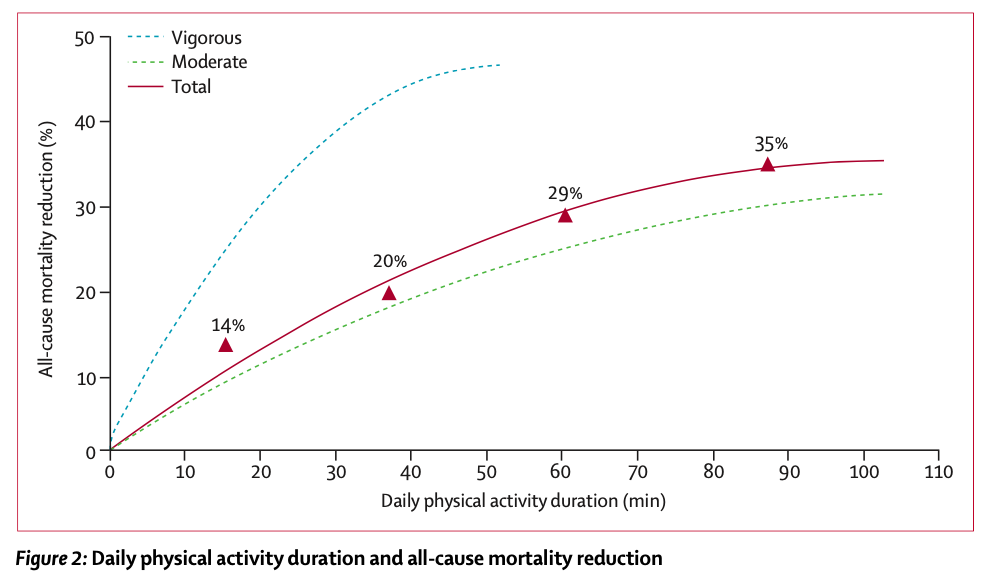 50
40
30
20
10
0
All-cause mortality reduction (%)
Vigorous
Moderate
Total
14%
20%
29%
35%
0 10 20 30 40 50 60 70 80 90 100 110
Daily physical activity duration (min)
Figure 2: Daily physical activity duration and all-cause mortality reduction